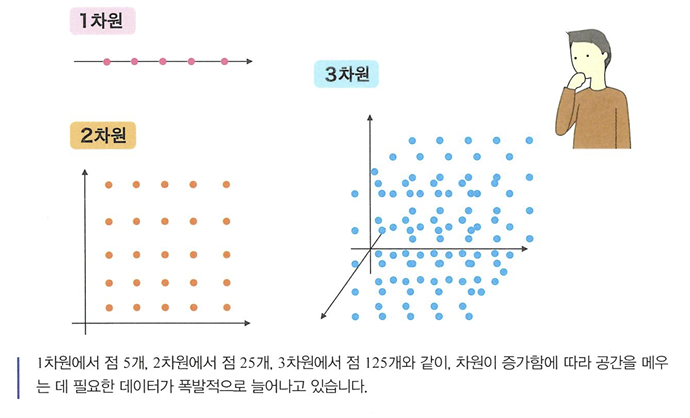 1차원
3차원
2차원
1차원에서 점 5개, 2차원에서 점 25개, 3차원에서 점 125개와 같이, 차원이 증가함에 따라 공간을 메우
는 데 필요한 데이터가 폭발적으로 늘어나고 있습니다.